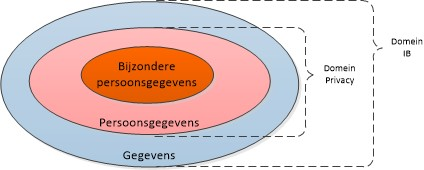 Bijzondere
persoonsgegevens
Persoonsgegevens
Gegevens
Domein
Privacy
Domein
IB